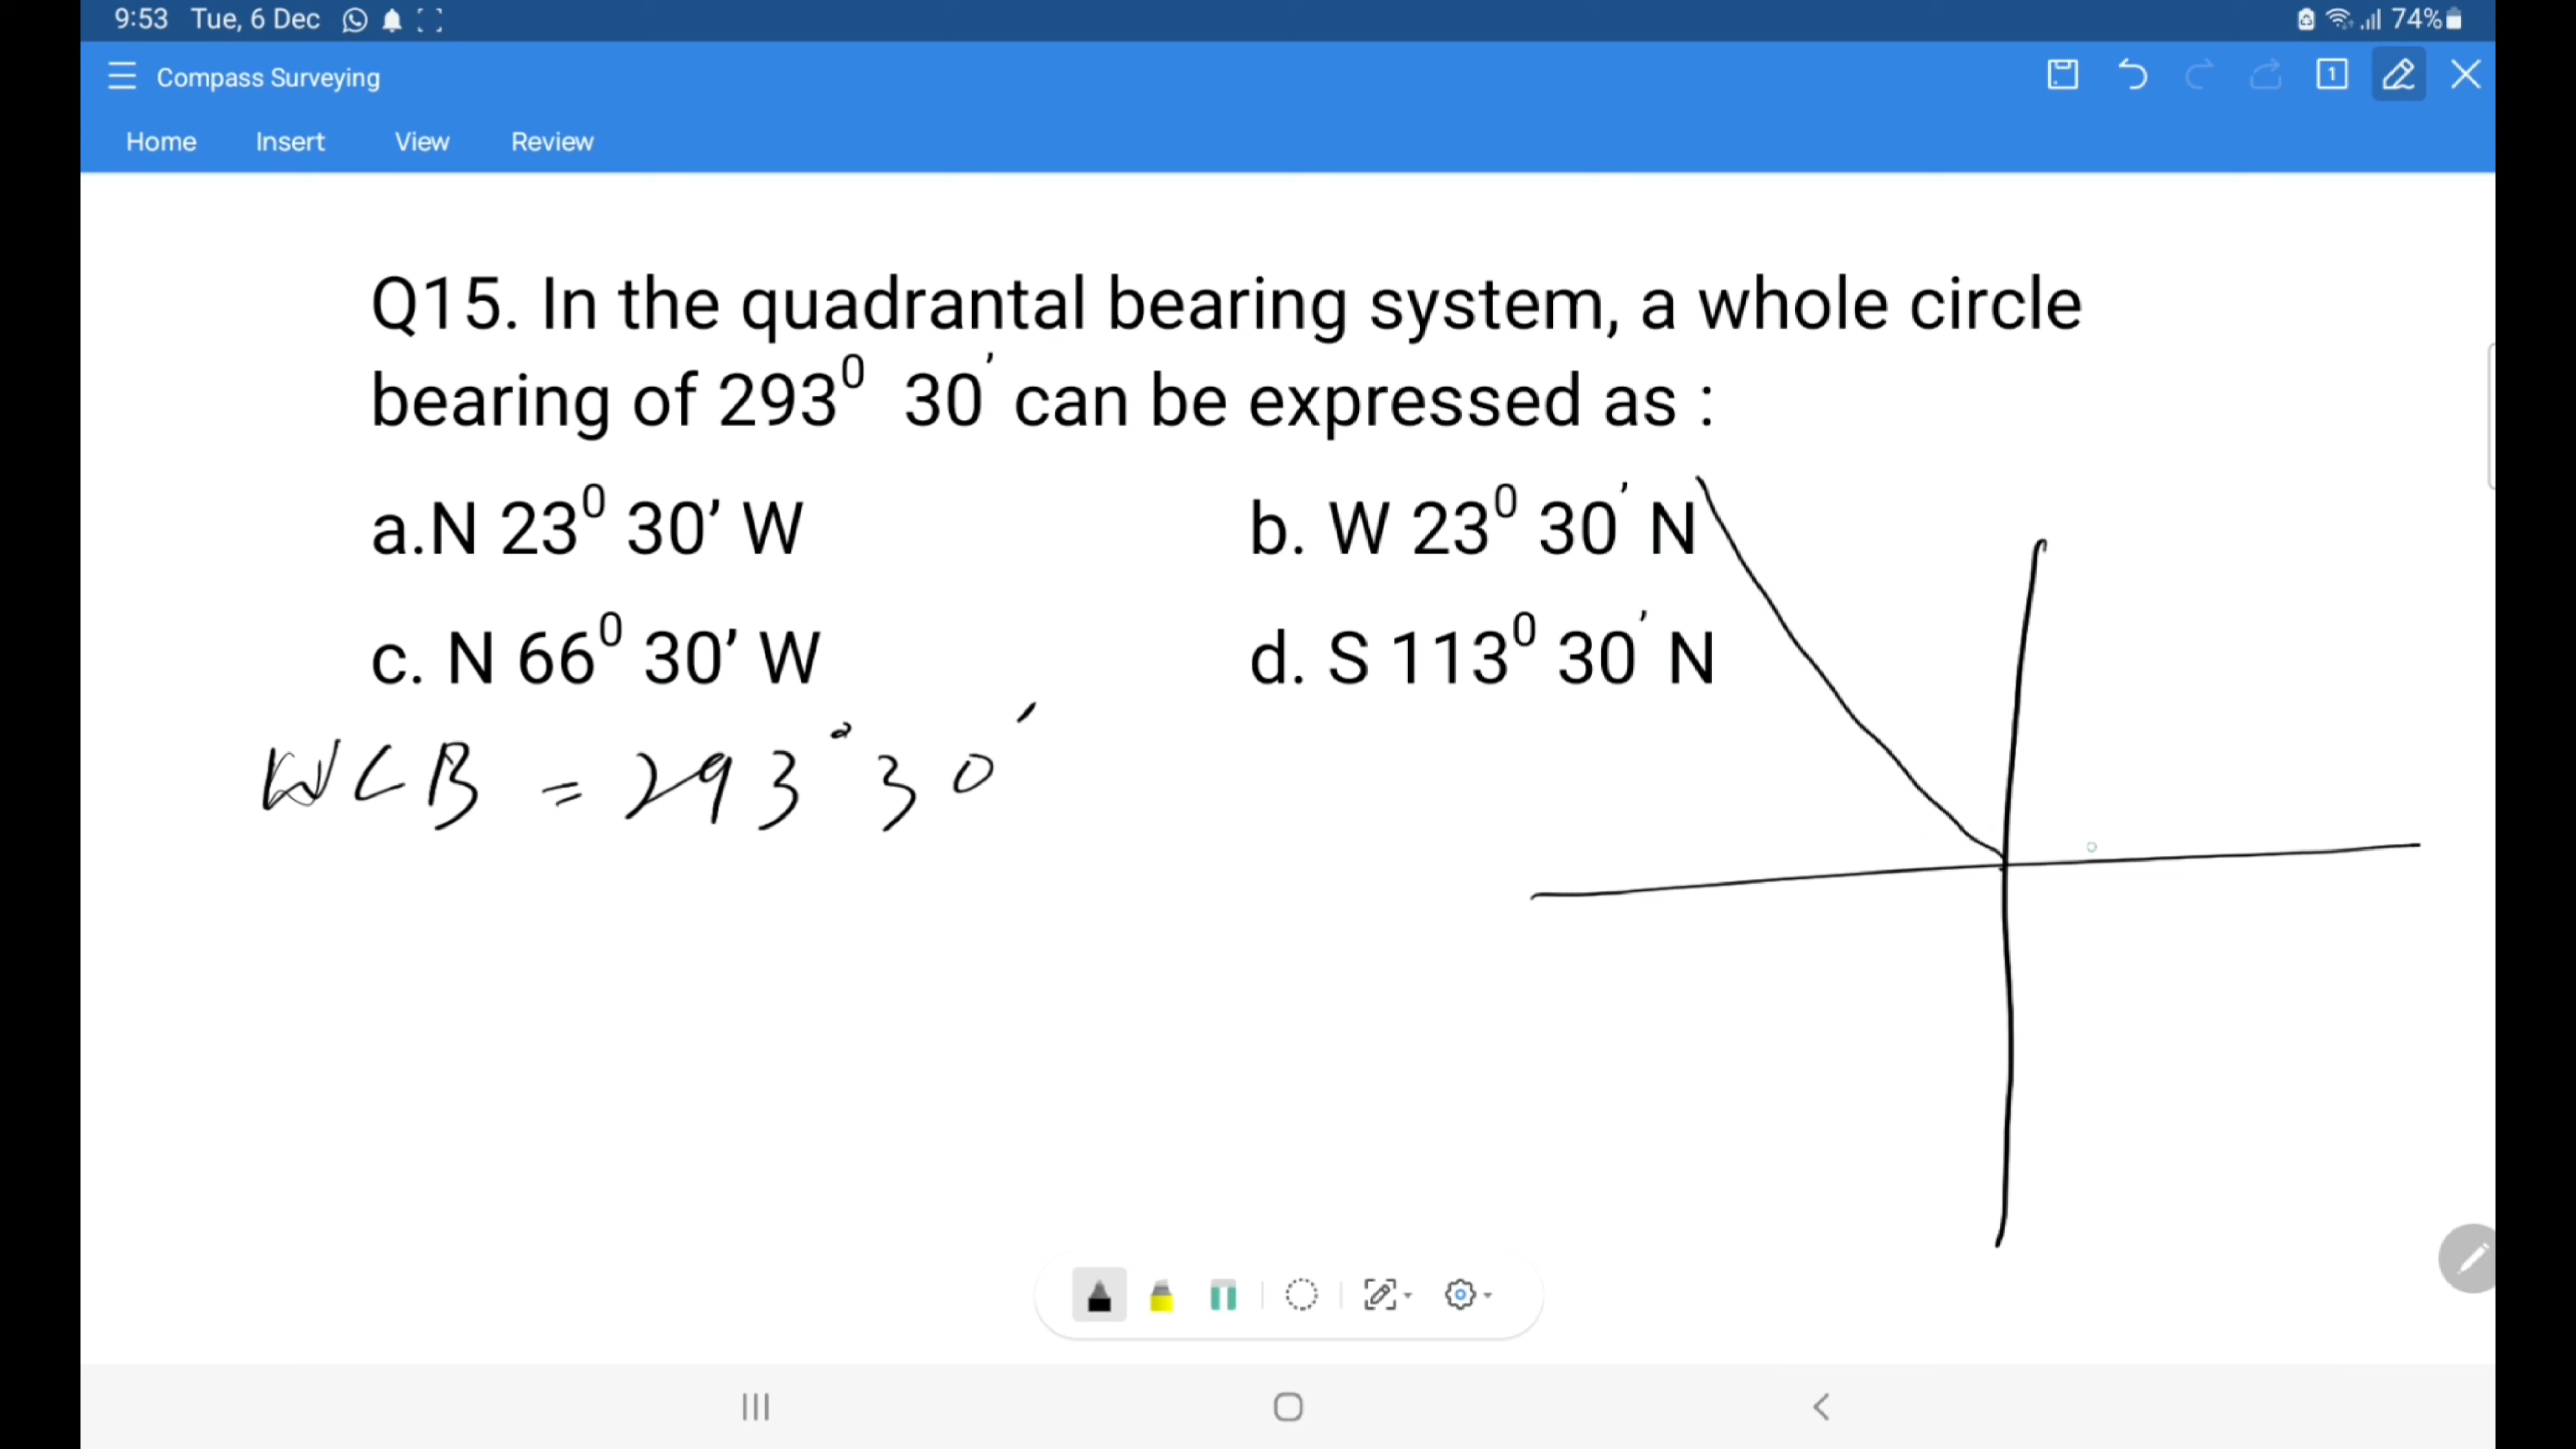 9:53 Tue, 6 Dec
74%
Compass Surveying
1
Home Insert View Review
Q15. In the quadrantal bearing system, a whole circle
bearing of 293⁰ 30′ can be expressed as :
a.N 23⁰ 30’ W
b. W 23⁰ 30′ N
c. N 66⁰ 30’ W
d. S 113⁰ 30′ N
WCB = 293° 30′